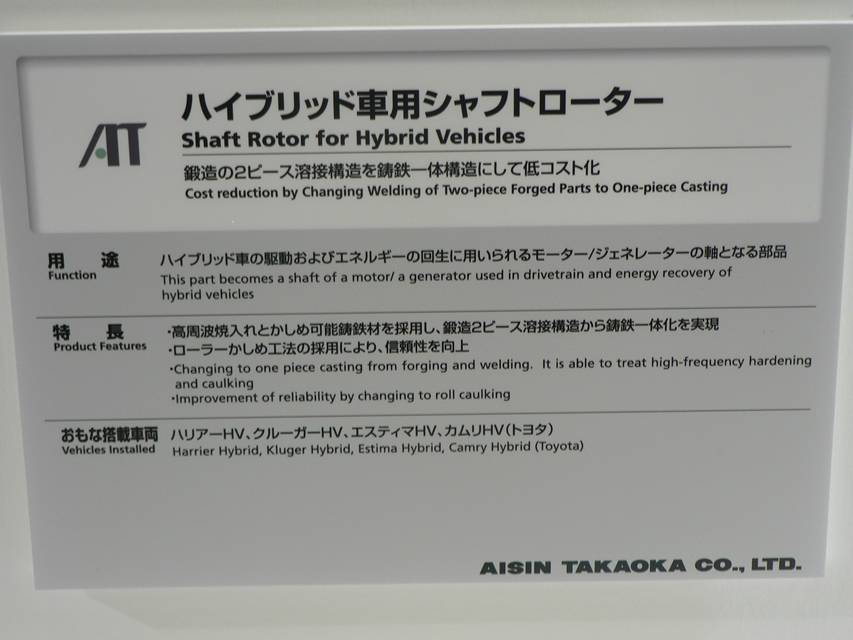 AIT
ハイブリッド車用シャフトローター
Shaft Rotor for Hybrid Vehicles
鍛造の2ピース溶接構造を鋳鉄一体構造にして低コスト化
Cost reduction by Changing Welding of Two-piece Forged Parts to One-piece Casting
用 途
Function
ハイブリッド車の駆動およびエネルギーの回生に用いられるモーター/ジェネレーターの軸となる部品
This part becomes a shaft of a motor/ a generator used in drivetrain and energy recovery of
hybrid vehicles
特 長
Product Features
・高周波焼入れとかしめ可能鋳鉄材を採用し、鍛造2ピース溶接構造から鋳鉄一体化を実現
・ローラーかしめ工法の採用により、信頼性を向上
・Changing to one piece casting from forging and welding. It is able to treat high-frequency hardening
and caulking
・Improvement of reliability by changing to roll caulking
おもな搭載車両
Vehicles Installed
ハリアーHV、クルーガーHV、エスティマHV、カムリHV(トヨタ)
Harrier Hybrid, Kluger Hybrid, Estima Hybrid, Camry Hybrid (Toyota)
AISIN TAKAOKA CO., LTD.